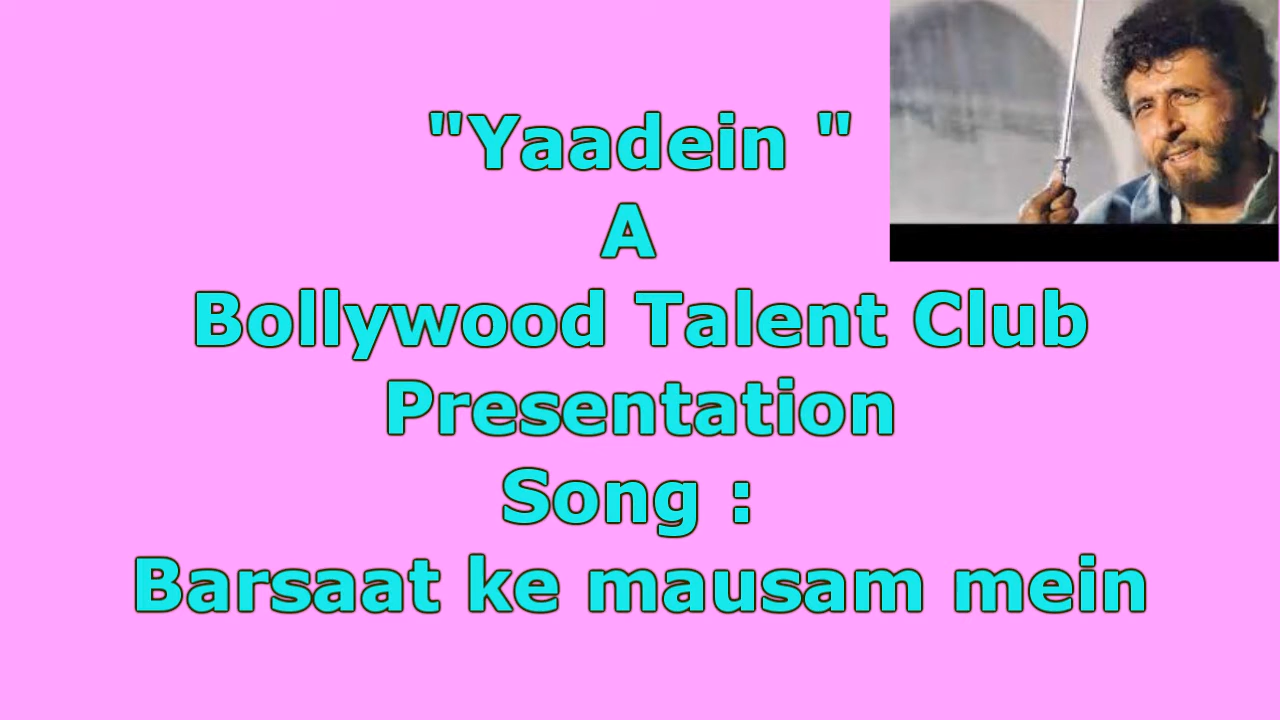 "Yaadein "
A
Bollywood Talent Club
Presentation
Song :
Barsaat ke mausam mein